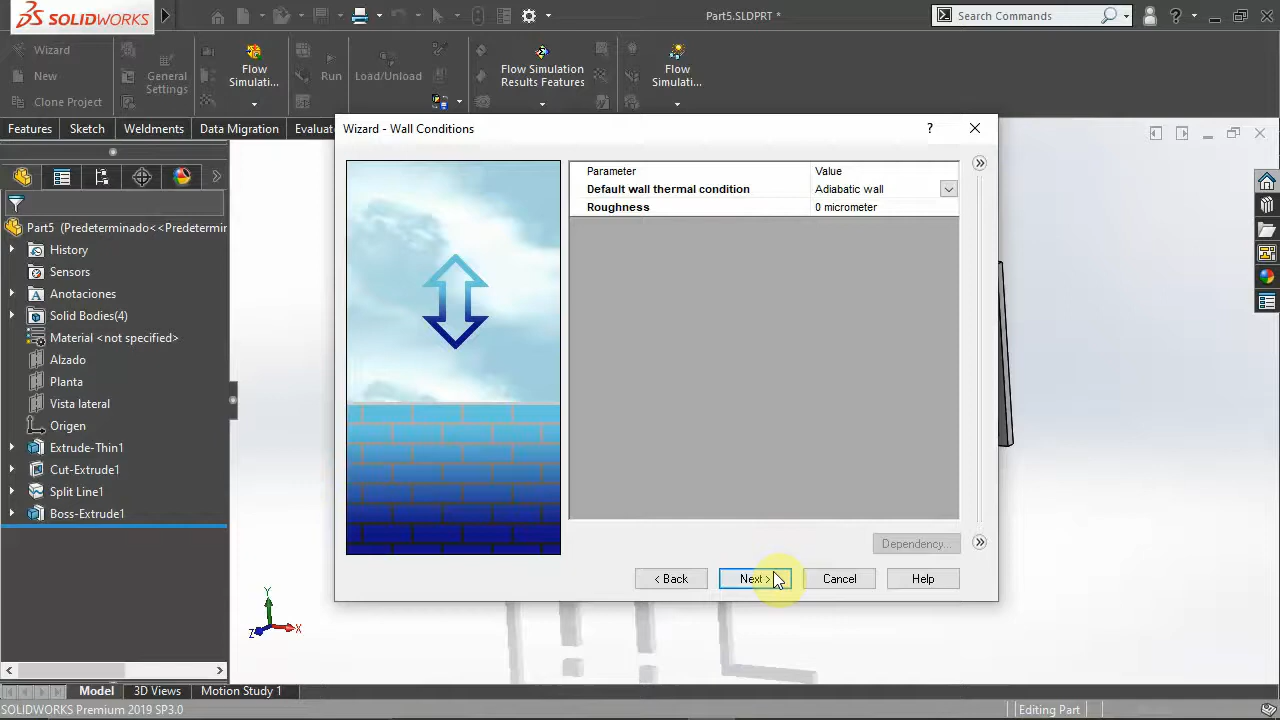 SOLIDWORKS
Part5.SLDPRT *
Search Commands
Wizard
New
Clone Project
General
Settings
Flow
Simulati...
Run
Load/Unload
Flow Simulation
Results Features
Flow
Simulati...
Features
Sketch
Weldments
Data Migration
Evaluat
Wizard - Wall Conditions
?
Parameter
Value
Default wall thermal condition
Adiabatic wall
Roughness
0 micrometer
Dependency...
< Back
Next >
Cancel
Help
Part5 (Predeterminado<<Predetermir
History
Sensors
Anotaciones
Solid Bodies(4)
Material <not specified>
Alzado
Planta
Vista lateral
Origen
Extrude-Thin1
Cut-Extrude1
Split Line1
Boss-Extrude1
Y
X
Z
Model
3D Views
Motion Study 1
SOLIDWORKS Premium 2019 SP3.0
Editing Part